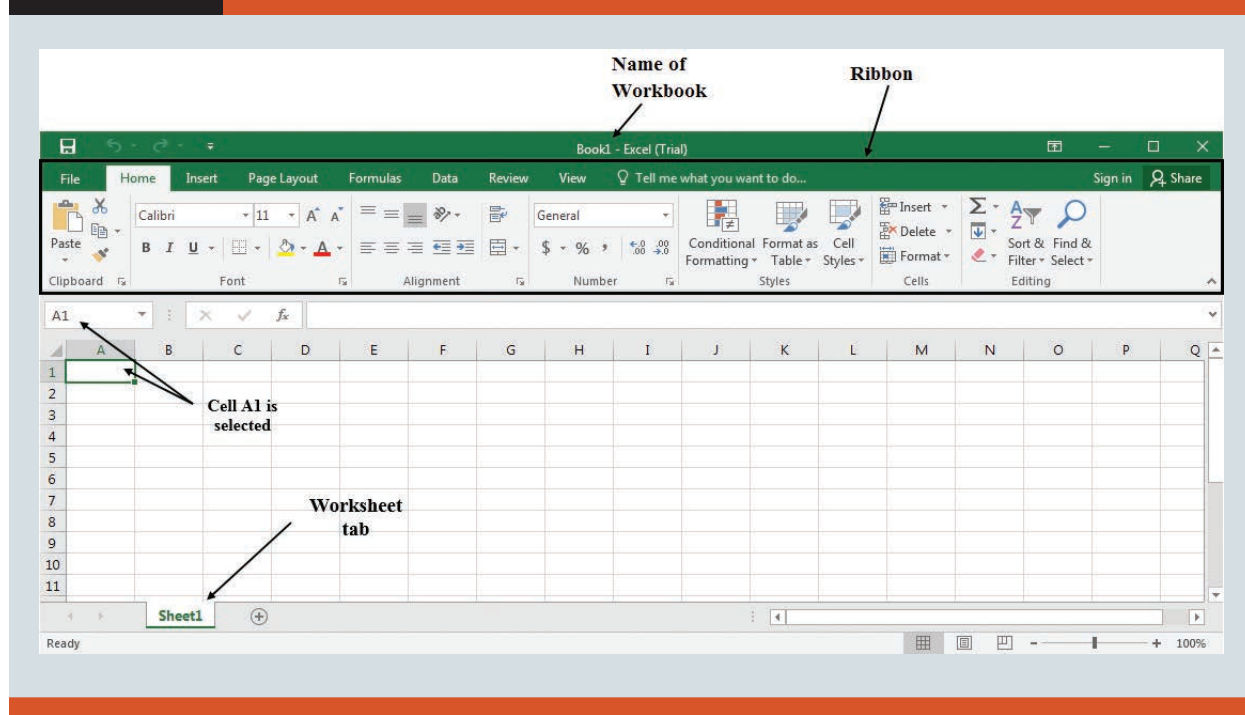 Name of
Workbook
Ribbon
Book1 - Excel (Trial)
File Home Insert Page Layout Formulas Data Review View Tell me what you want to do... Sign in Share
Calibri 11 A A General Insert
Paste B I U A $ % , .00 .0 Conditional Format as Cell Delete Sort & Find &
Formatting Table Styles Format Filter Select
Clipboard Font Alignment Number Styles Cells Editing
A1 fx
A B C D E F G H I J K L M N O P Q
1
2
3
Cell A1 is
selected
4
5
6
7
Worksheet
tab
8
9
10
11
Sheet1
Ready 100%